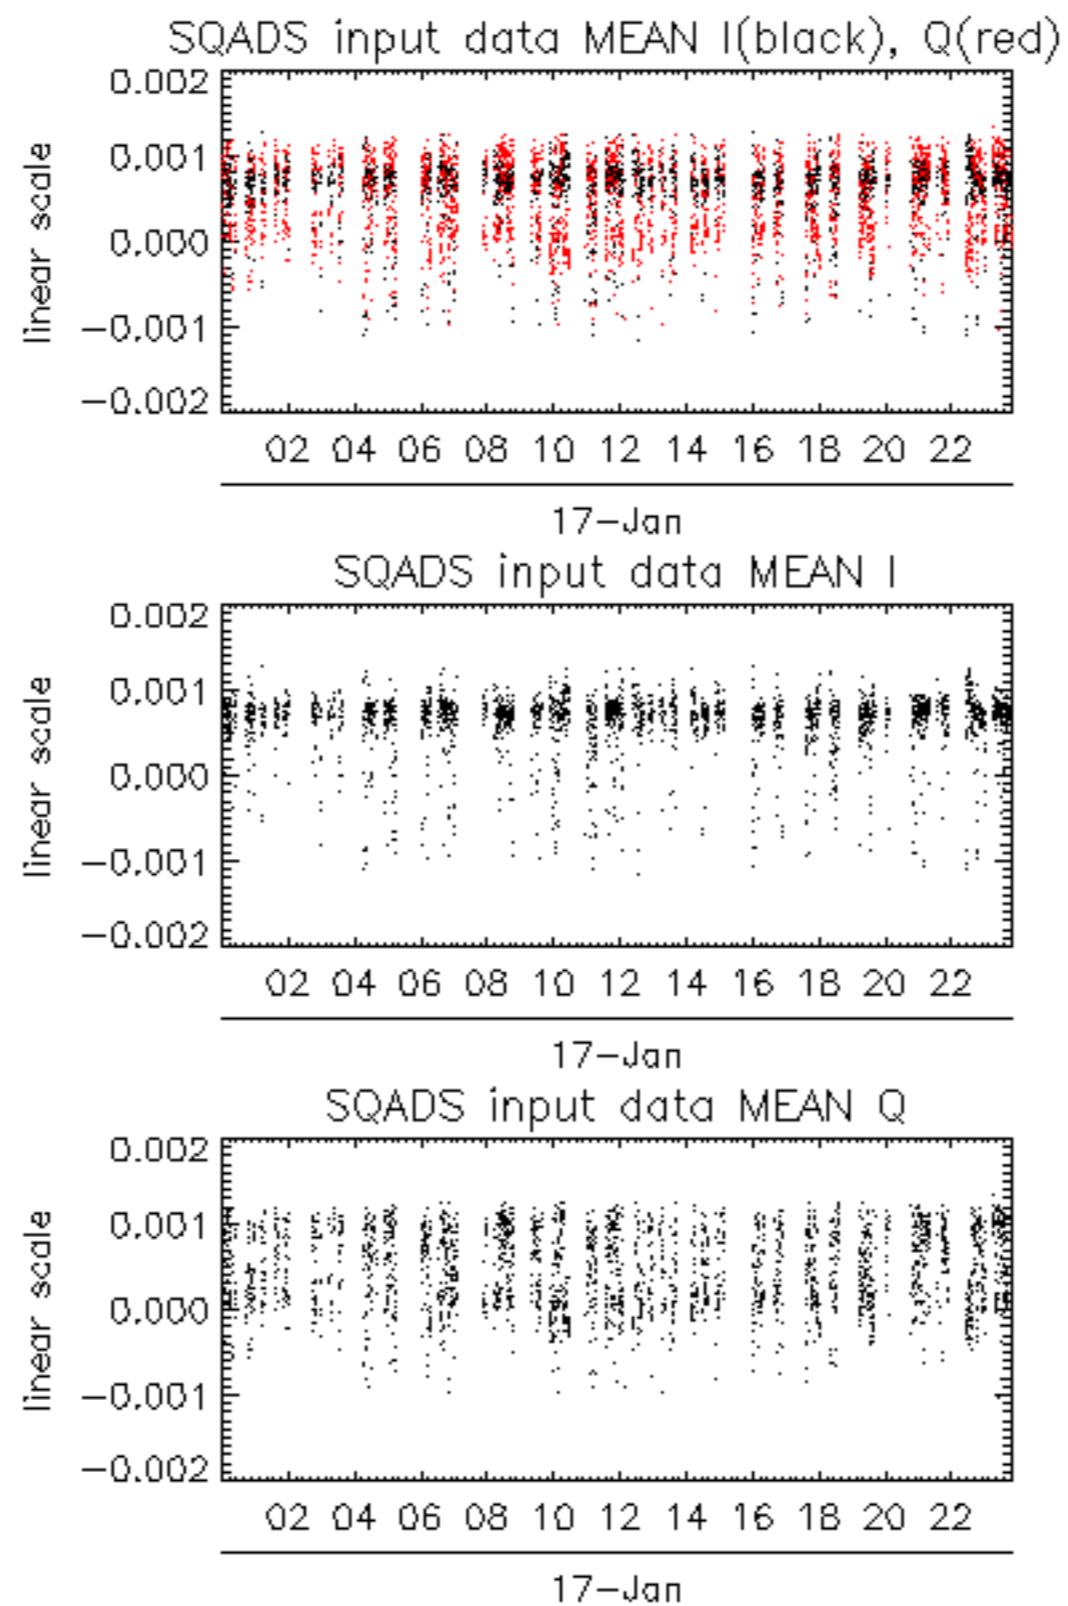 SQADS input data MEAN I(black), Q(red)
0.002
0.001
0.000
−0.001
−0.002
linear scale
02 04 06 08 10 12 14 16 18 20 22
17−Jan
SQADS input data MEAN I
0.002
0.001
0.000
−0.001
−0.002
linear scale
02 04 06 08 10 12 14 16 18 20 22
17−Jan
SQADS input data MEAN Q
0.002
0.001
0.000
−0.001
−0.002
linear scale
02 04 06 08 10 12 14 16 18 20 22
17−Jan